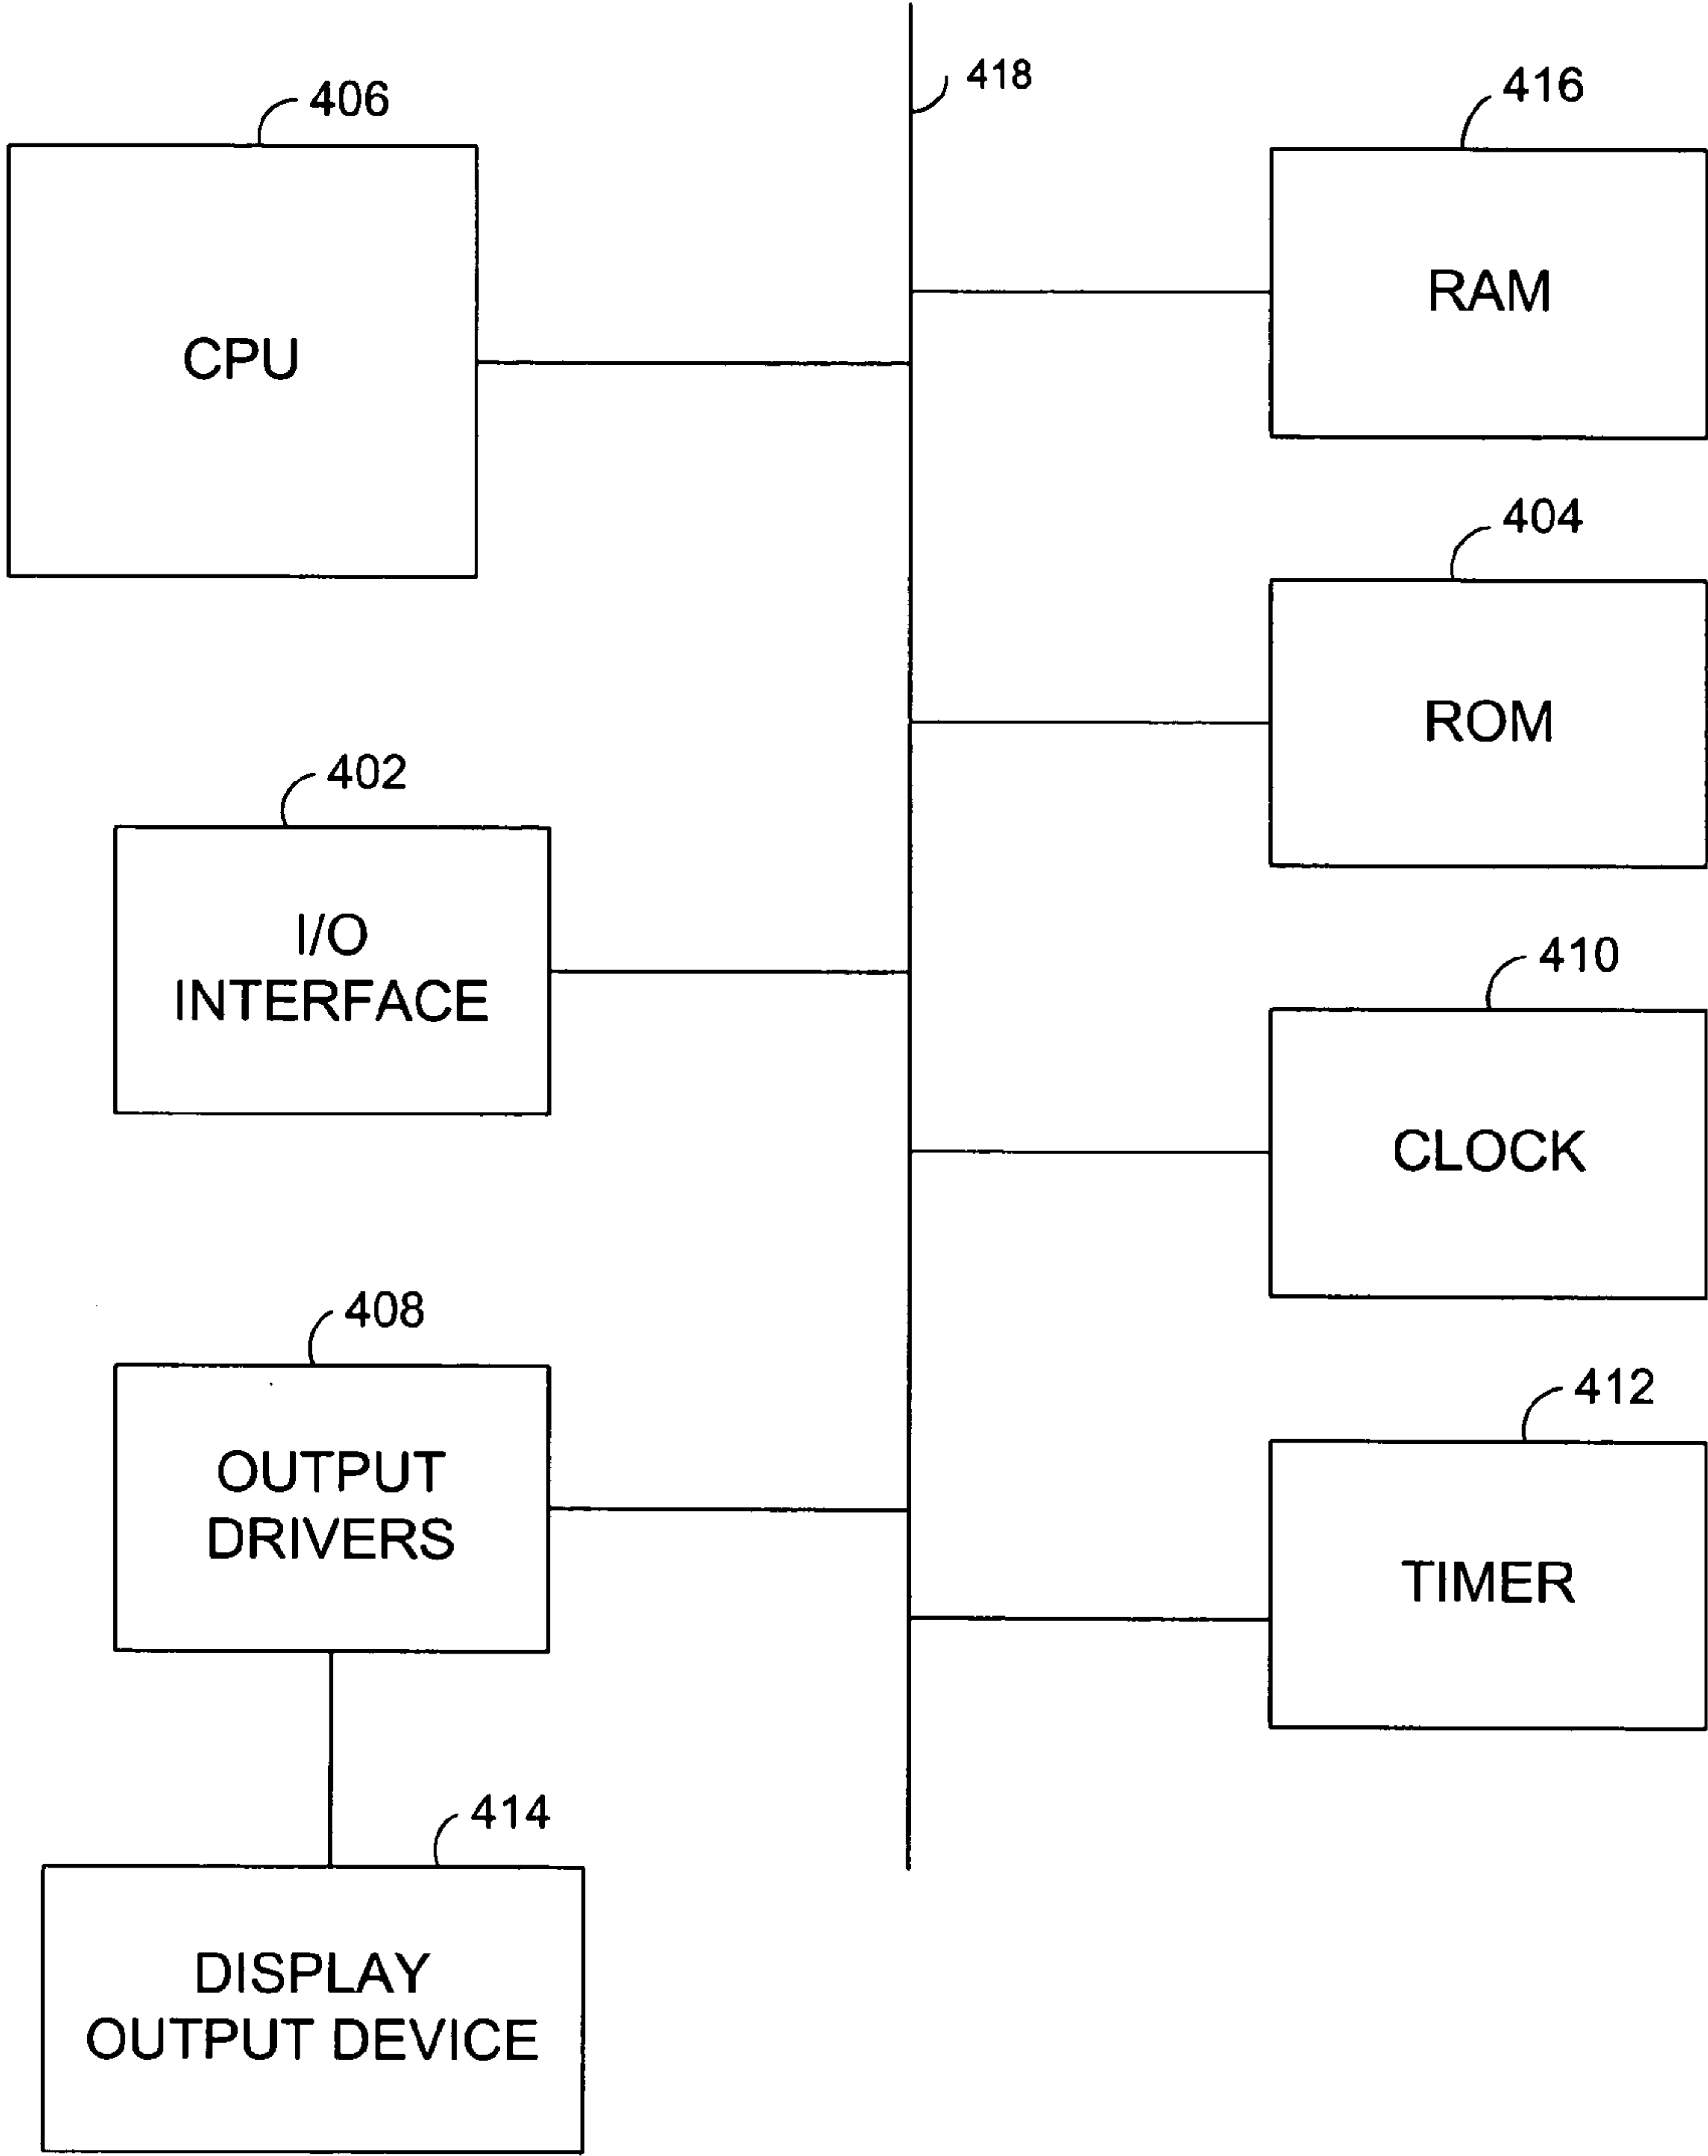 418
406
CPU
416
RAM
404
ROM
402
I/O
INTERFACE
410
CLOCK
408
OUTPUT
DRIVERS
412
TIMER
414
DISPLAY
OUTPUT DEVICE